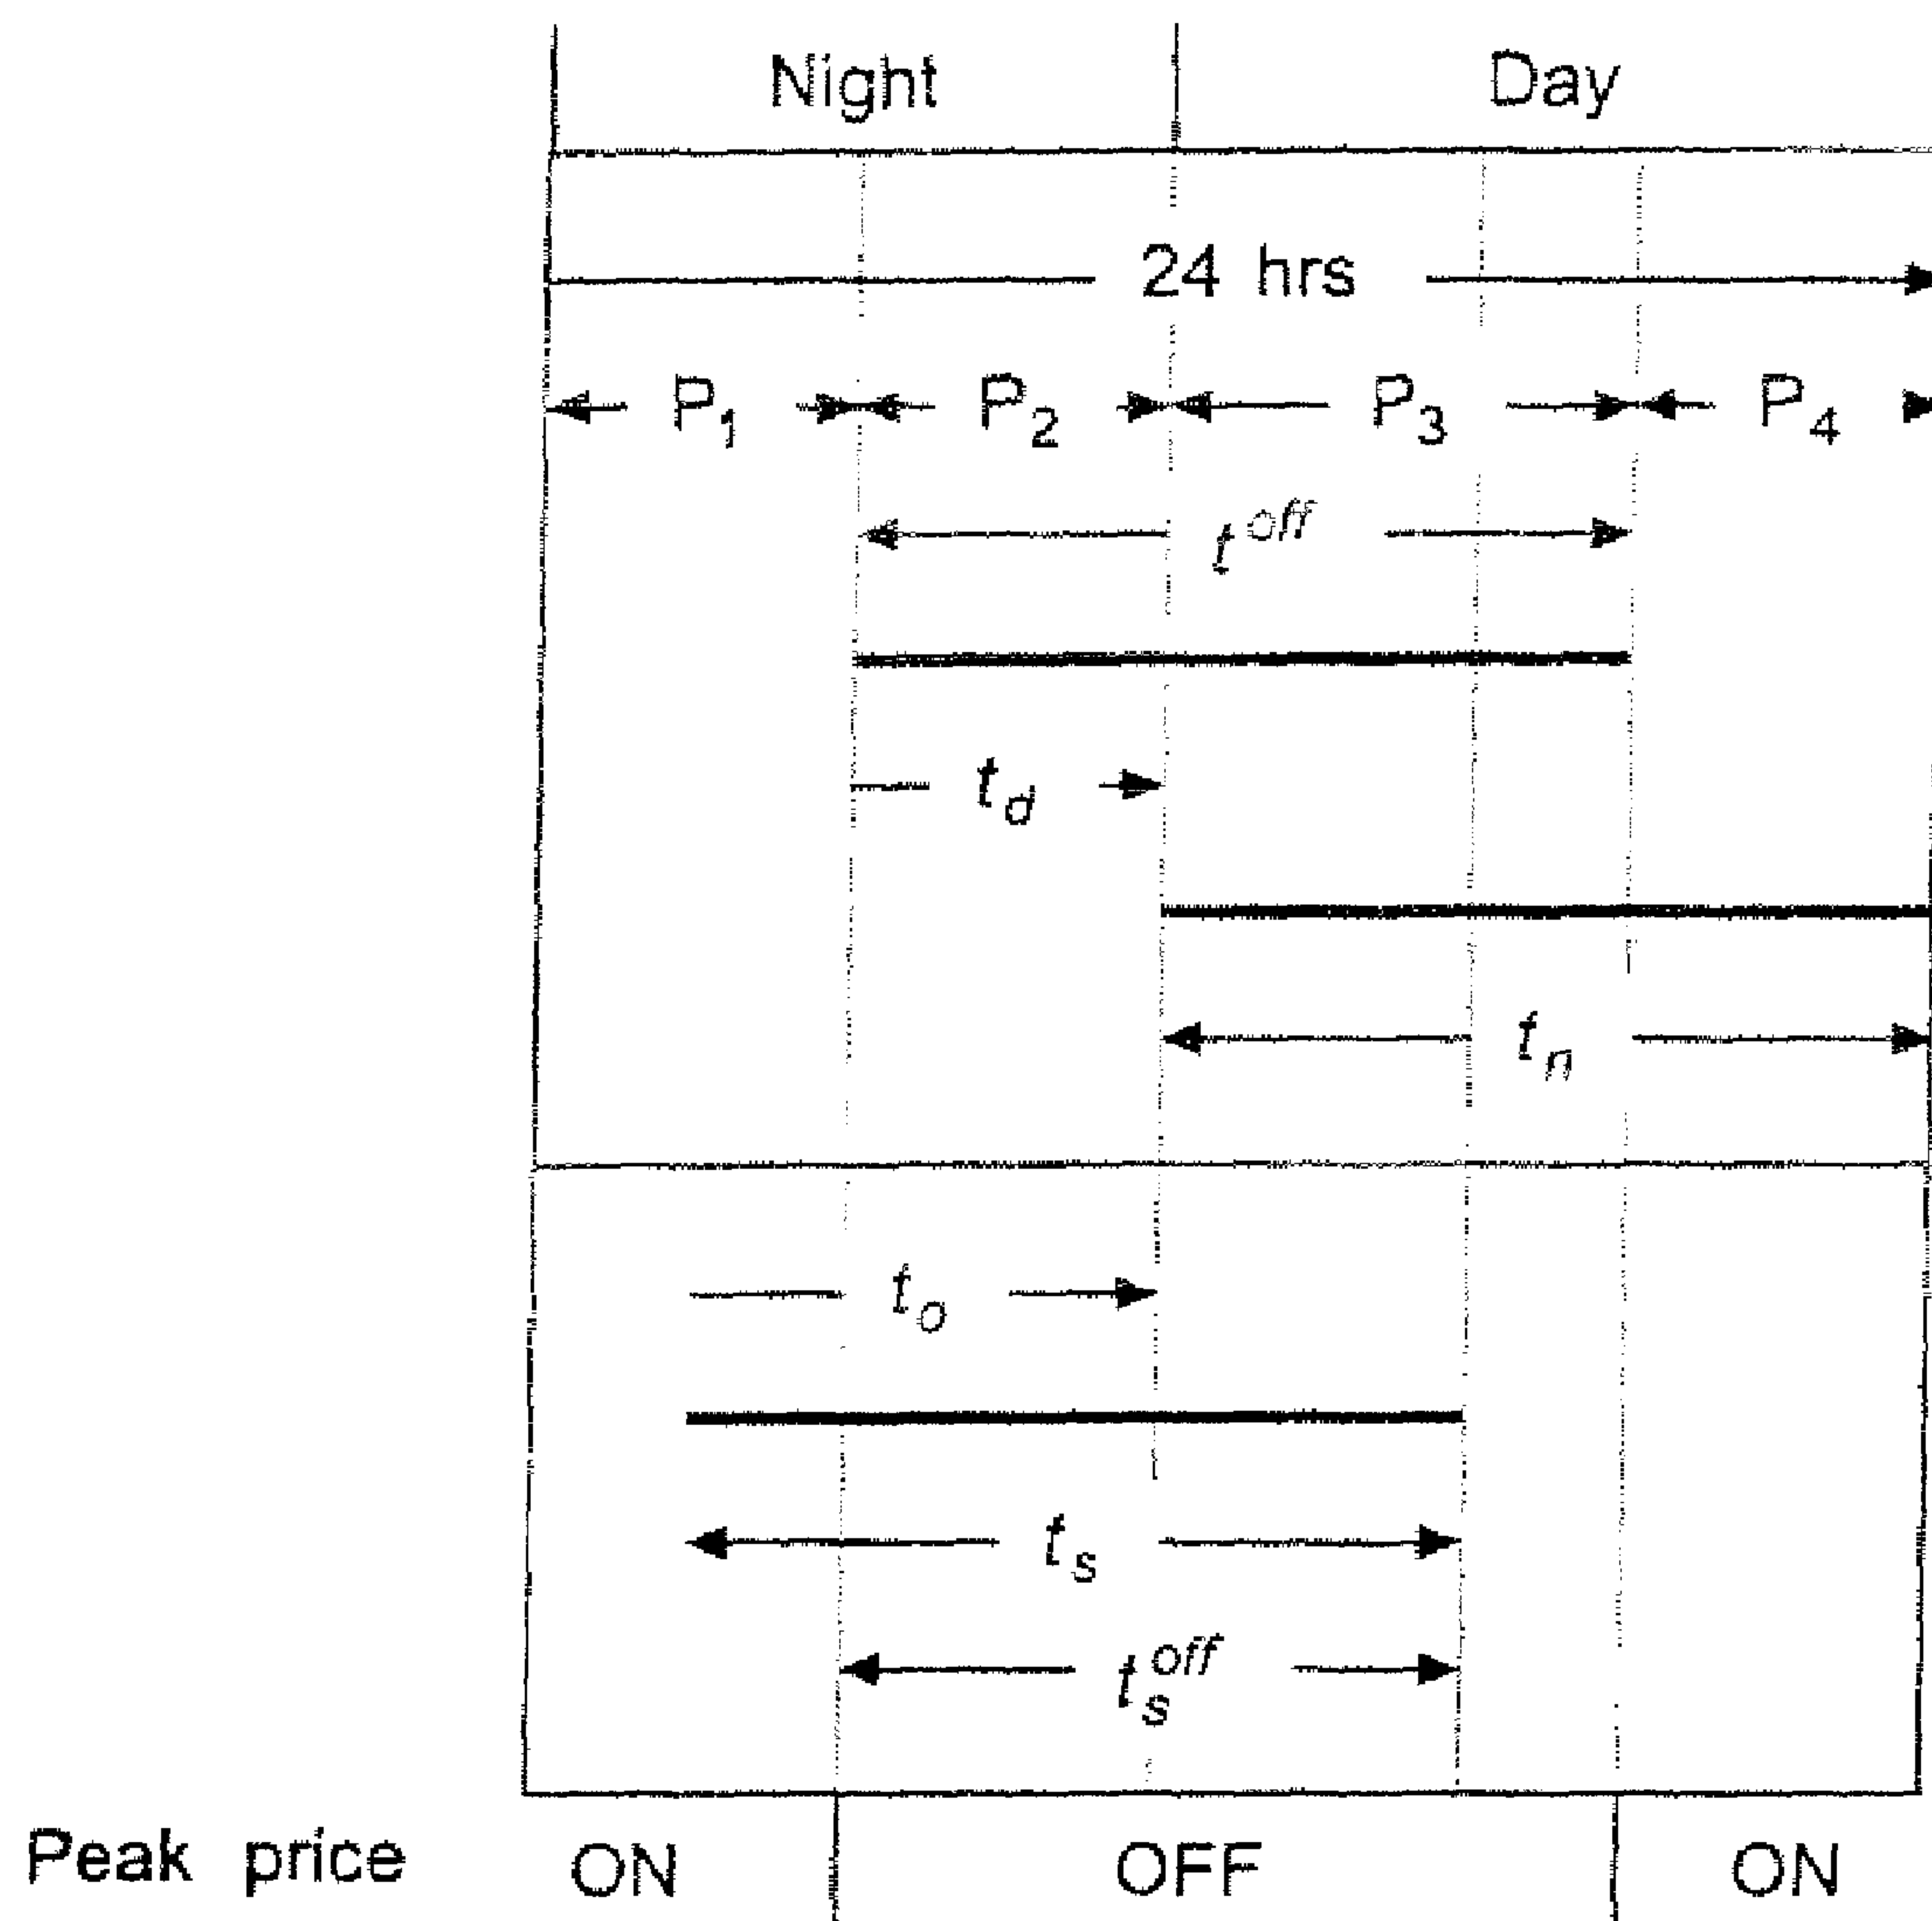 Night Day
24 hrs
P1 P2 P3 P4
t^off
t_d
t_n
t_o
t_s
t_s^off
Peak price ON OFF ON